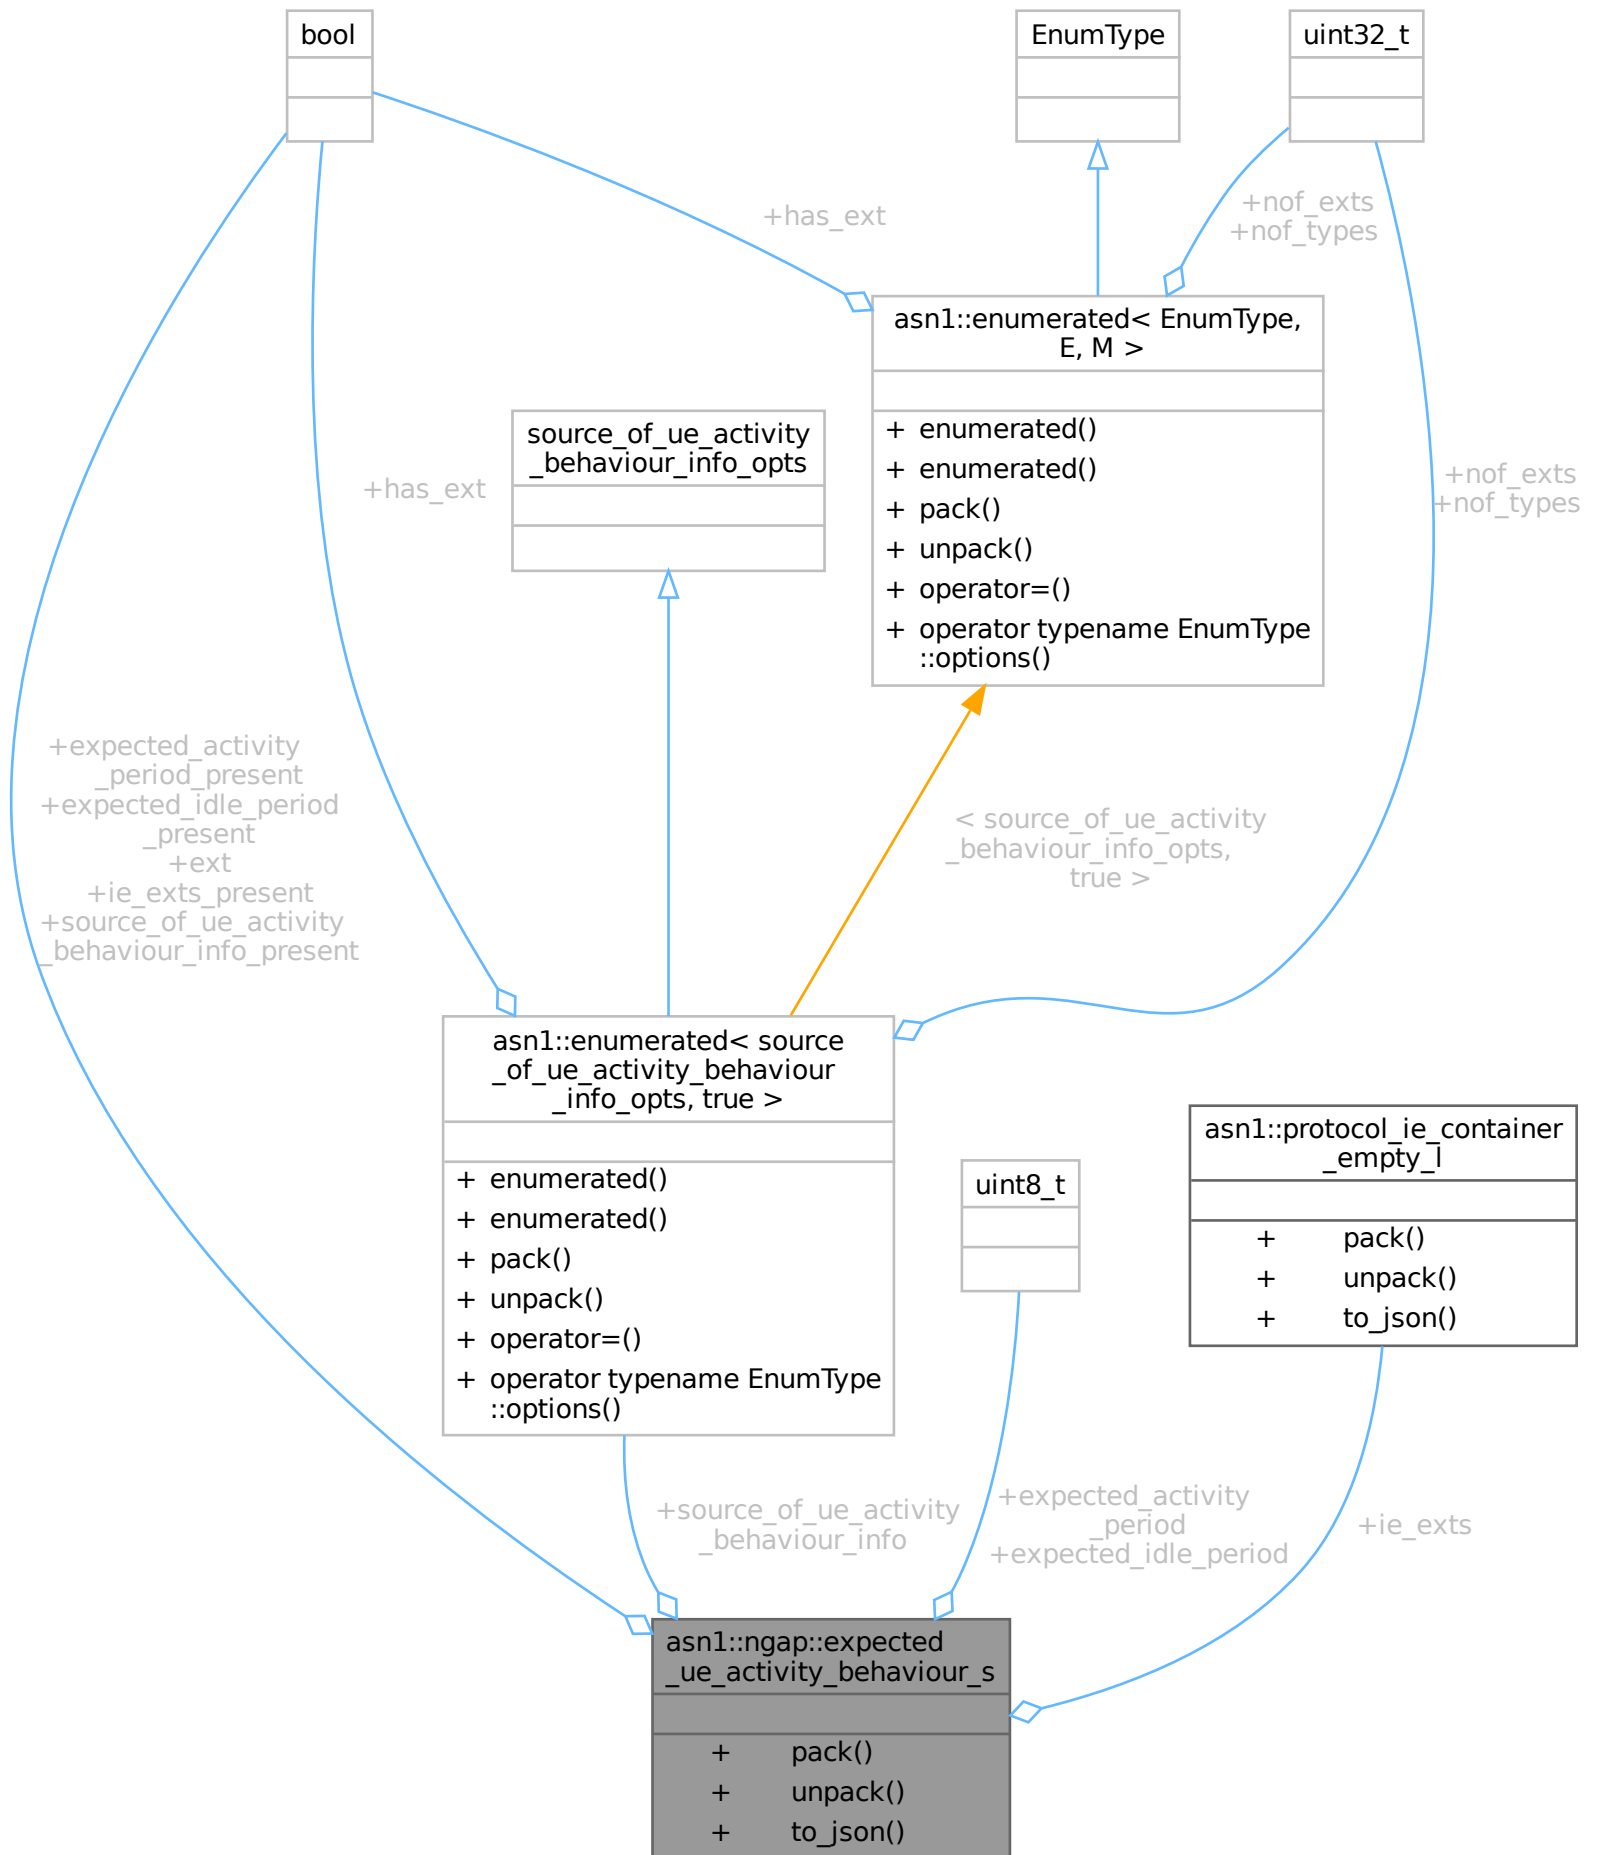 bool
EnumType
uint32_t
+has_ext
+nof_exts
+nof_types
asn1::enumerated< EnumType,
E, M >
+ enumerated()
+ enumerated()
+ pack()
+ unpack()
+ operator=()
+ operator typename EnumType
::options()
source_of_ue_activity
_behaviour_info_opts
+has_ext
+nof_exts
+nof_types
+expected_activity
_period_present
+expected_idle_period
_present
+ext
+ie_exts_present
+source_of_ue_activity
_behaviour_info_present
< source_of_ue_activity
_behaviour_info_opts,
true >
asn1::enumerated< source
_of_ue_activity_behaviour
_info_opts, true >
+ enumerated()
+ enumerated()
+ pack()
+ unpack()
+ operator=()
+ operator typename EnumType
::options()
uint8_t
asn1::protocol_ie_container
_empty_l
+ pack()
+ unpack()
+ to_json()
+source_of_ue_activity
_behaviour_info
+expected_activity
_period
+expected_idle_period
+ie_exts
asn1::ngap::expected
_ue_activity_behaviour_s
+ pack()
+ unpack()
+ to_json()